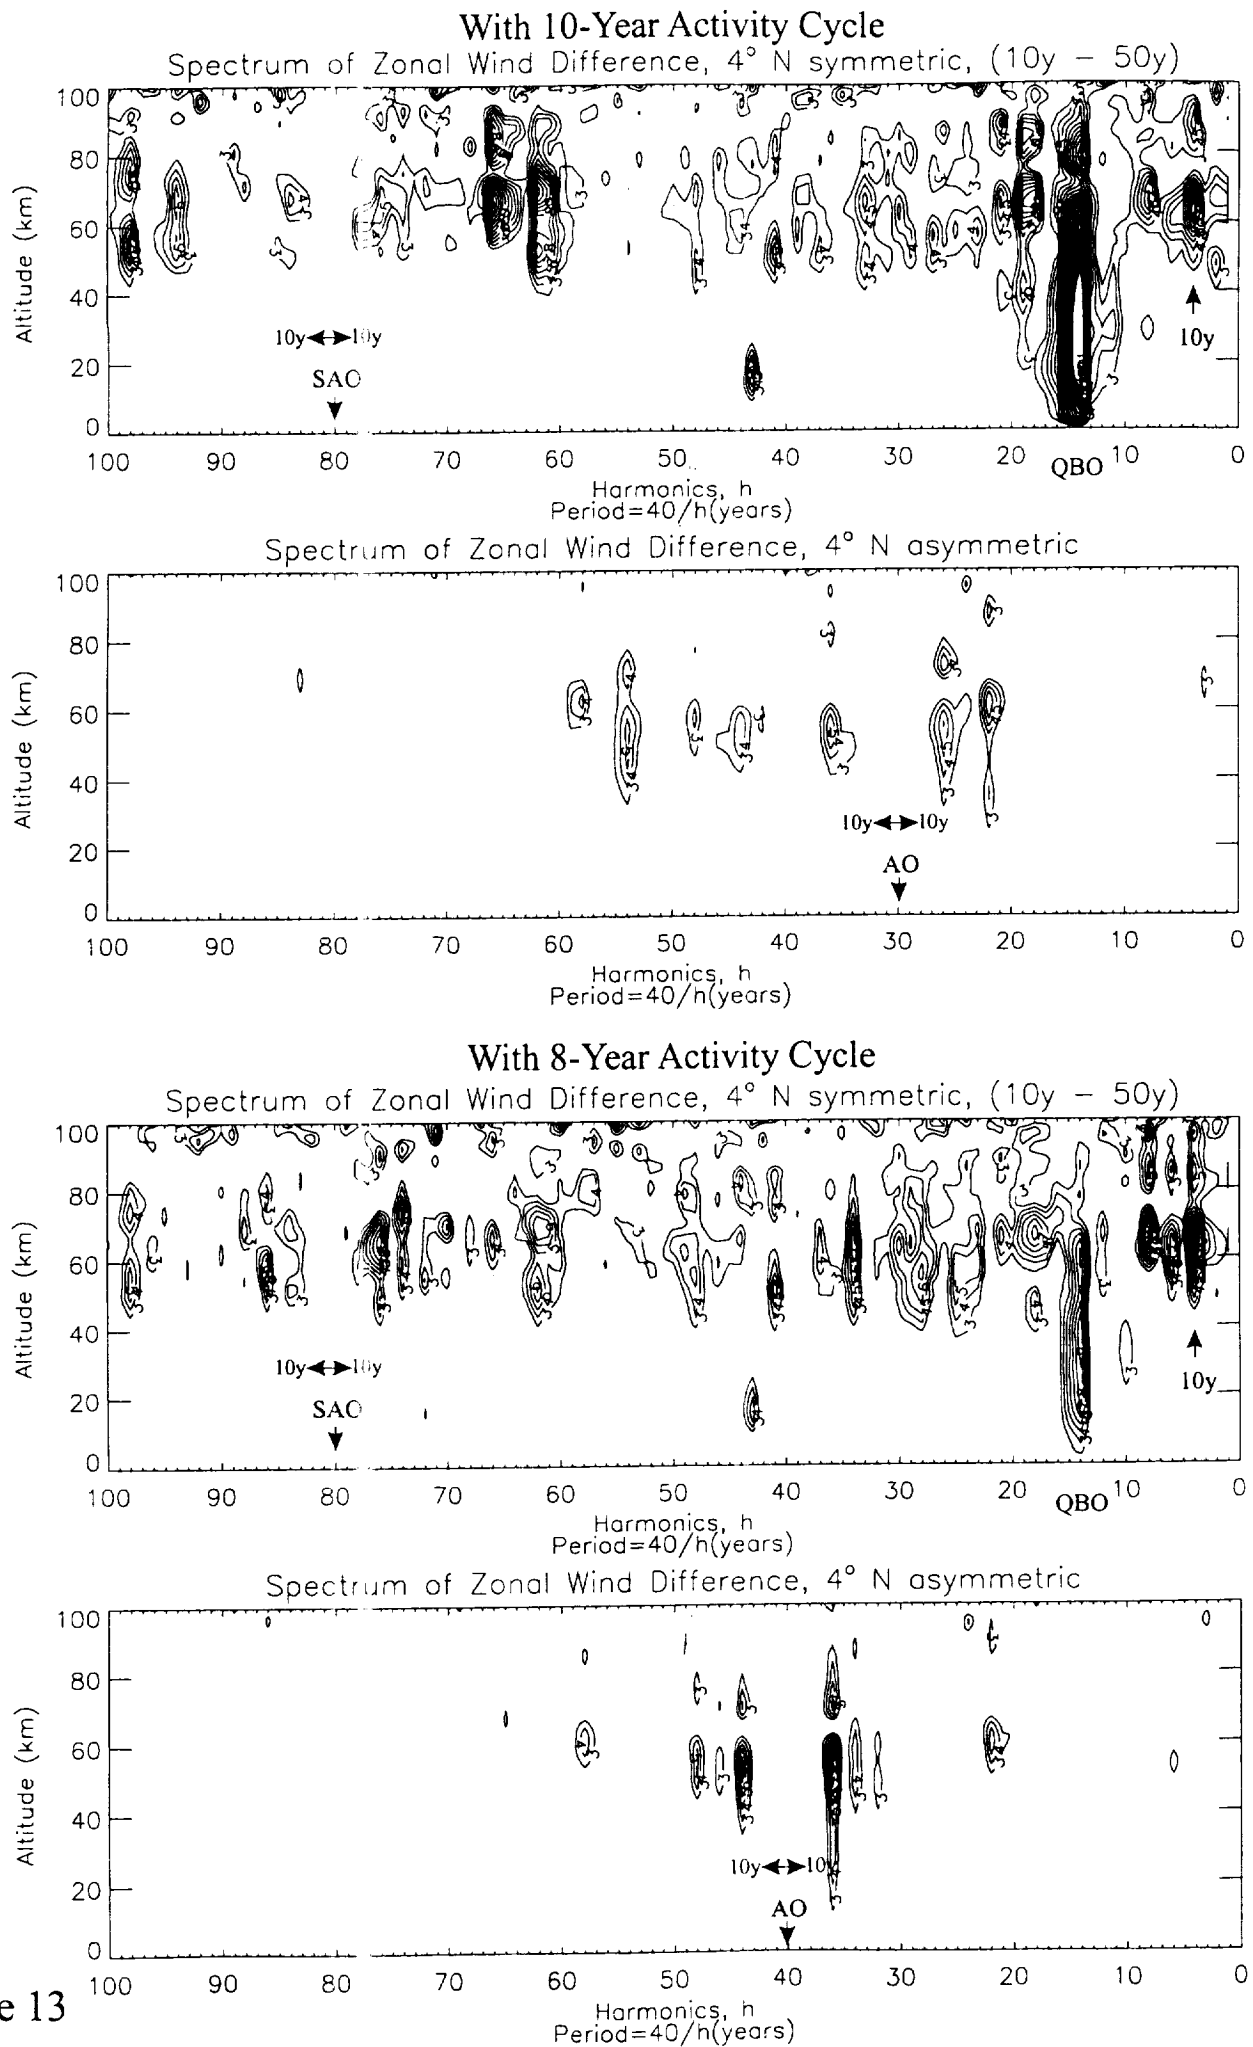 With 10-Year Activity Cycle
Spectrum of Zonal Wind Difference, 4° N symmetric, (10y - 50y)
Altitude (km)
100
80
60
40
20
0
10y 10y
SAO
10y
100 90 80 70 60 50 40 30 20 10 0
QBO
Harmonics, h
Period=40/h(years)
Spectrum of Zonal Wind Difference, 4° N asymmetric
Altitude (km)
100
80
60
40
20
0
10y 10y
AO
100 90 80 70 60 50 40 30 20 10 0
Harmonics, h
Period=40/h(years)
With 8-Year Activity Cycle
Spectrum of Zonal Wind Difference, 4° N symmetric, (10y - 50y)
Altitude (km)
100
80
60
40
20
0
10y 10y
SAO
10y
100 90 80 70 60 50 40 30 20 10 0
QBO
Harmonics, h
Period=40/h(years)
Spectrum of Zonal Wind Difference, 4° N asymmetric
Altitude (km)
100
80
60
40
20
0
10y 10y
AO
100 90 80 70 60 50 40 30 20 10 0
Harmonics, h
Period=40/h(years)
e 13